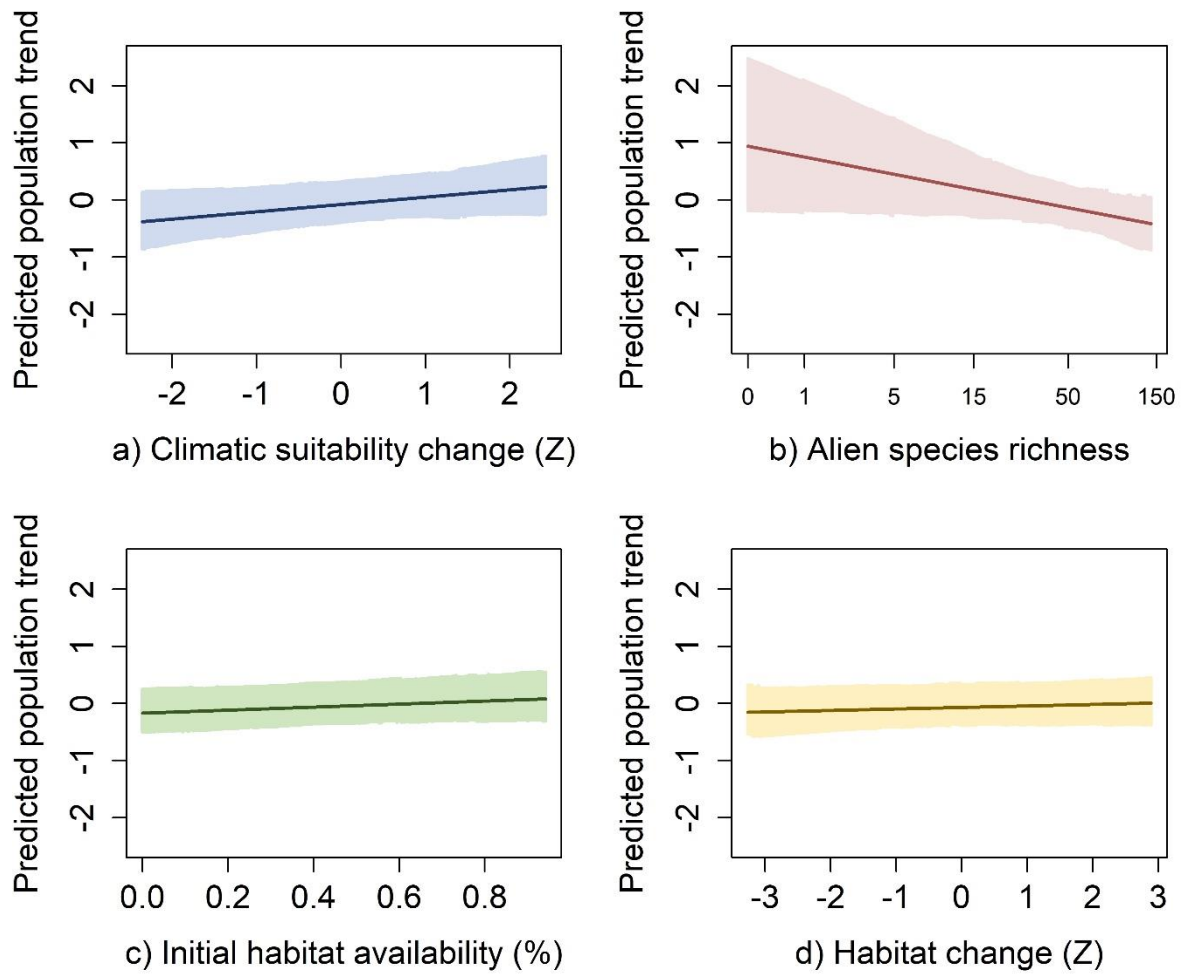 Predicted population trend
2
1
0
-1
-2
-2 -1 0 1 2
a) Climatic suitability change (Z)
Predicted population trend
2
1
0
-1
-2
0 1 5 15 50 150
b) Alien species richness
Predicted population trend
2
1
0
-1
-2
0.0 0.2 0.4 0.6 0.8
c) Initial habitat availability (%)
Predicted population trend
2
1
0
-1
-2
-3 -2 -1 0 1 2 3
d) Habitat change (Z)